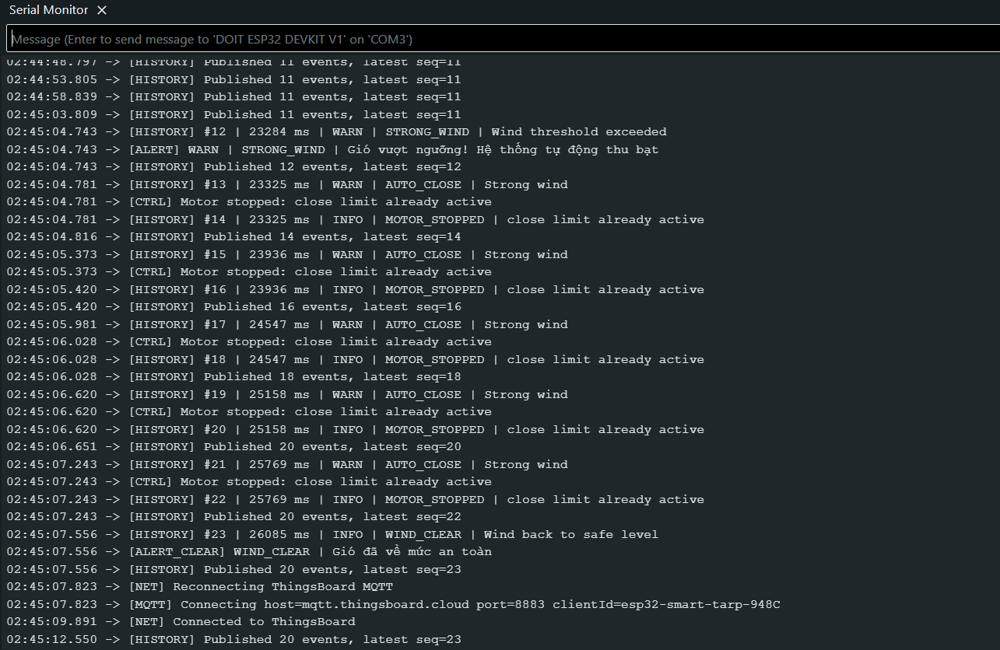 Serial Monitor
Message (Enter to send message to 'DOIT ESP32 DEVKIT V1' on 'COM3')
02:44:48.797 -> [HISTORY] Published 11 events, latest seq=11
02:44:53.805 -> [HISTORY] Published 11 events, latest seq=11
02:44:58.839 -> [HISTORY] Published 11 events, latest seq=11
02:45:03.809 -> [HISTORY] Published 11 events, latest seq=11
02:45:04.743 -> [HISTORY] #12 | 23284 ms | WARN | STRONG_WIND | Wind threshold exceeded
02:45:04.743 -> [ALERT] WARN | STRONG_WIND | Gió vượt ngưỡng! Hệ thống tự động thu bạt
02:45:04.743 -> [HISTORY] Published 12 events, latest seq=12
02:45:04.781 -> [HISTORY] #13 | 23325 ms | WARN | AUTO_CLOSE | Strong wind
02:45:04.781 -> [CTRL] Motor stopped: close limit already active
02:45:04.781 -> [HISTORY] #14 | 23325 ms | INFO | MOTOR_STOPPED | close limit already active
02:45:04.816 -> [HISTORY] Published 14 events, latest seq=14
02:45:05.373 -> [HISTORY] #15 | 23936 ms | WARN | AUTO_CLOSE | Strong wind
02:45:05.373 -> [CTRL] Motor stopped: close limit already active
02:45:05.420 -> [HISTORY] #16 | 23936 ms | INFO | MOTOR_STOPPED | close limit already active
02:45:05.420 -> [HISTORY] Published 16 events, latest seq=16
02:45:05.981 -> [HISTORY] #17 | 24547 ms | WARN | AUTO_CLOSE | Strong wind
02:45:06.028 -> [CTRL] Motor stopped: close limit already active
02:45:06.028 -> [HISTORY] #18 | 24547 ms | INFO | MOTOR_STOPPED | close limit already active
02:45:06.028 -> [HISTORY] Published 18 events, latest seq=18
02:45:06.620 -> [HISTORY] #19 | 25158 ms | WARN | AUTO_CLOSE | Strong wind
02:45:06.620 -> [CTRL] Motor stopped: close limit already active
02:45:06.620 -> [HISTORY] #20 | 25158 ms | INFO | MOTOR_STOPPED | close limit already active
02:45:06.651 -> [HISTORY] Published 20 events, latest seq=20
02:45:07.243 -> [HISTORY] #21 | 25769 ms | WARN | AUTO_CLOSE | Strong wind
02:45:07.243 -> [CTRL] Motor stopped: close limit already active
02:45:07.243 -> [HISTORY] #22 | 25769 ms | INFO | MOTOR_STOPPED | close limit already active
02:45:07.243 -> [HISTORY] Published 20 events, latest seq=22
02:45:07.556 -> [HISTORY] #23 | 26085 ms | INFO | WIND_CLEAR | Wind back to safe level
02:45:07.556 -> [ALERT_CLEAR] WIND_CLEAR | Gió đã về mức an toàn
02:45:07.556 -> [HISTORY] Published 20 events, latest seq=23
02:45:07.823 -> [NET] Reconnecting ThingsBoard MQTT
02:45:07.823 -> [MQTT] Connecting host=mqtt.thingsboard.cloud port=8883 clientId=esp32-smart-tarp-948C
02:45:09.891 -> [NET] Connected to ThingsBoard
02:45:12.550 -> [HISTORY] Published 20 events, latest seq=23